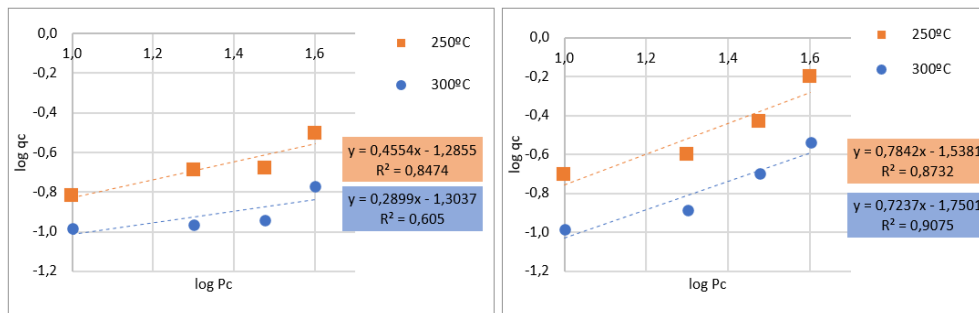 0,0
-0,2
-0,4
-0,6
-0,8
-1,0
-1,2
1,0 1,2 1,4 1,6
log qc
log Pc
250ºC
300ºC
y = 0,4554x - 1,2855
R² = 0,8474
y = 0,2899x - 1,3037
R² = 0,605
0,0
-0,2
-0,4
-0,6
-0,8
-1,0
-1,2
1,0 1,2 1,4 1,6
log qc
log Pc
250ºC
300ºC
y = 0,7842x - 1,5381
R² = 0,8732
y = 0,7237x - 1,7501
R² = 0,9075